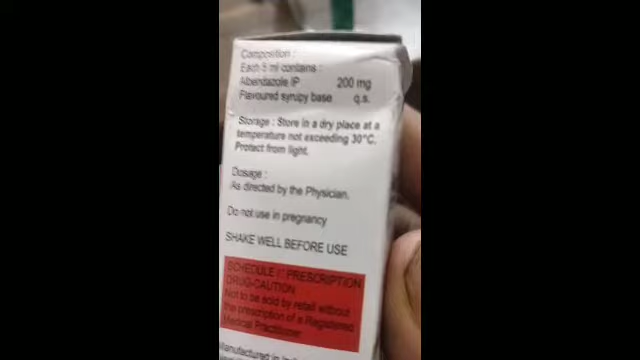 Composition :
Each 5 ml contains :
Albendazole IP 200 mg
Flavoured syrupy base q.s.
Storage : Store in a dry place at a
temperature not exceeding 30°C.
Protect from light.
Dosage :
As directed by the Physician.
Do not use in pregnancy
SHAKE WELL BEFORE USE
SCHEDULE PRESCRIPTION
DRUG-CAUTION
Not to be sold by retail without
the prescription of a Registered
Medical Practitioner
Manufactured in